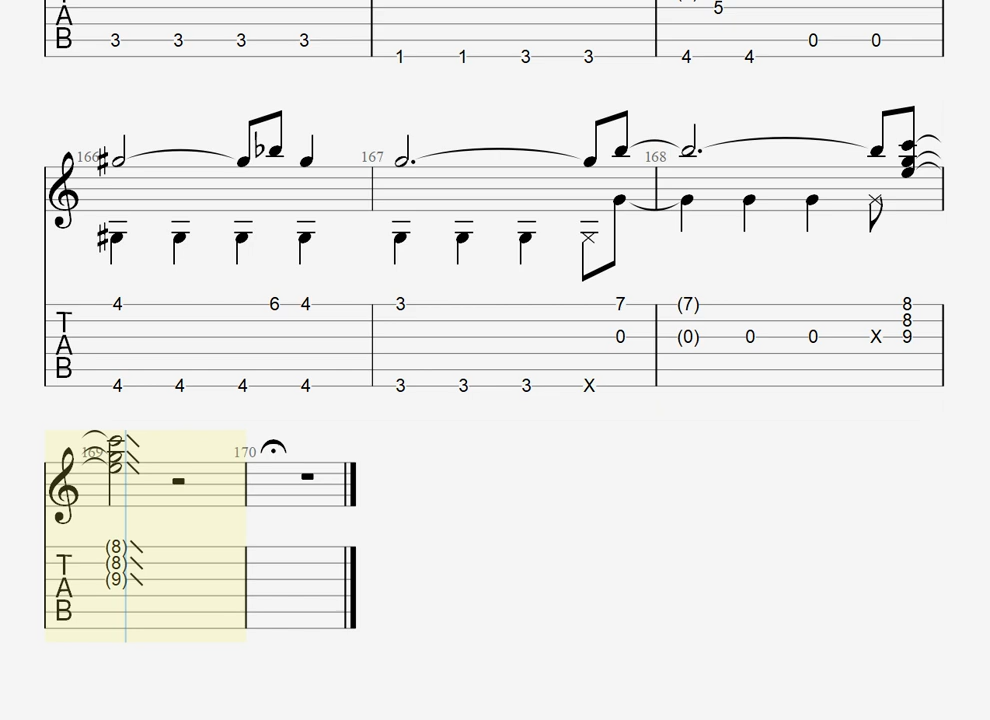 5
A
B 3 3 3 3 0 0
1 1 3 3 4 4
166 167 168
4 6 4 3 7 (7) 8
T 8
0 (0) 0 0 X 9
A
B
4 4 4 4 3 3 3 X
169 170
(8)
T (8)
(9)
A
B